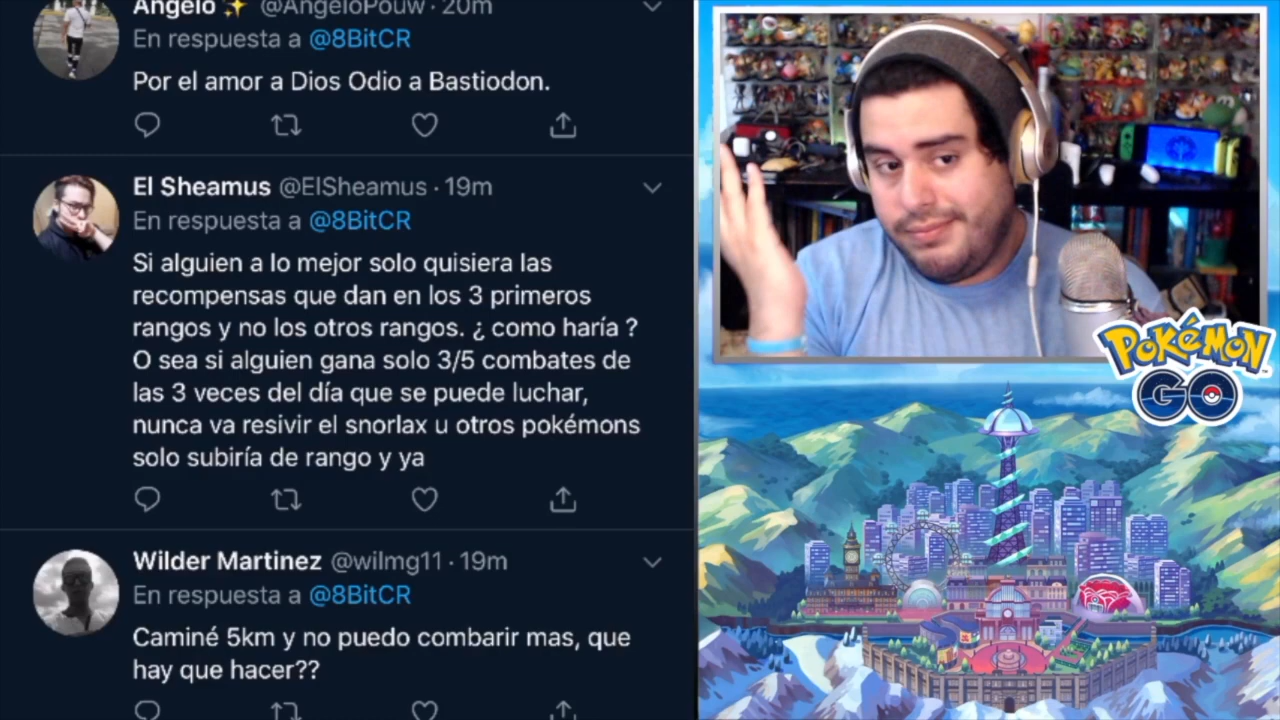 Angelo ✨ @AngeloPouw · 20m
En respuesta a @8BitCR
Por el amor a Dios Odio a Bastiodon.
El Sheamus @ElSheamus · 19m
En respuesta a @8BitCR
Si alguien a lo mejor solo quisiera las
recompensas que dan en los 3 primeros
rangos y no los otros rangos. ¿ como haría ?
O sea si alguien gana solo 3/5 combates de
las 3 veces del día que se puede luchar,
nunca va resivir el snorlax u otros pokémons
solo subiría de rango y ya
Wilder Martinez @wilmg11 · 19m
En respuesta a @8BitCR
Caminé 5km y no puedo combarir mas, que
hay que hacer??
POKéMON
GO